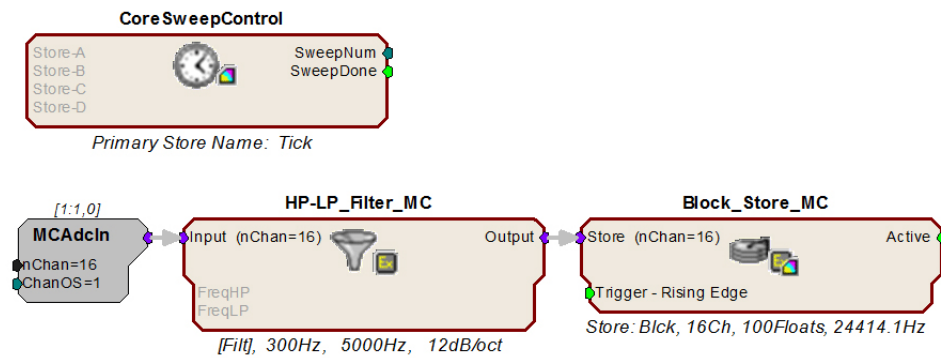 CoreSweepControl
Store-A
Store-B
Store-C
Store-D
SweepNum
SweepDone
Primary Store Name: Tick
[1:1,0]
MCAdcIn
nChan=16
ChanOS=1
HP-LP_Filter_MC
Input (nChan=16)
Output
FreqHP
FreqLP
[Filt], 300Hz, 5000Hz, 12dB/oct
Block_Store_MC
Store (nChan=16)
Active
Trigger - Rising Edge
Store: Blck, 16Ch, 100Floats, 24414.1Hz